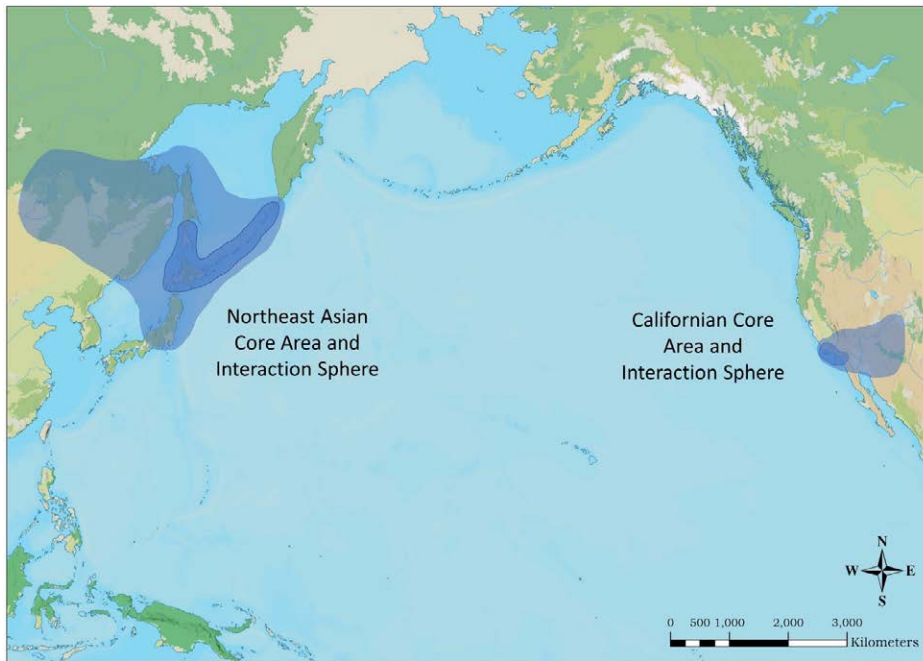 Northeast Asian
Core Area and
Interaction Sphere
Californian Core
Area and
Interaction Sphere
N
W E
S
0 500 1,000 2,000 3,000
Kilometers